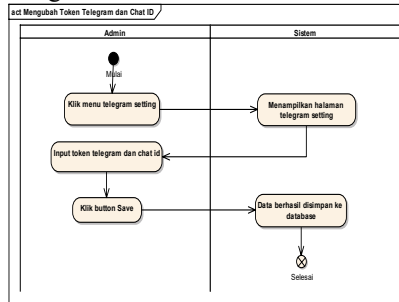 act Mengubah Token Telegram dan Chat ID
Admin
Sistem
Mulai
Klik menu telegram setting
Menampilkan halaman
telegram setting
Input token telegram dan chat id
Klik button Save
Data berhasil disimpan ke
database
Selesai